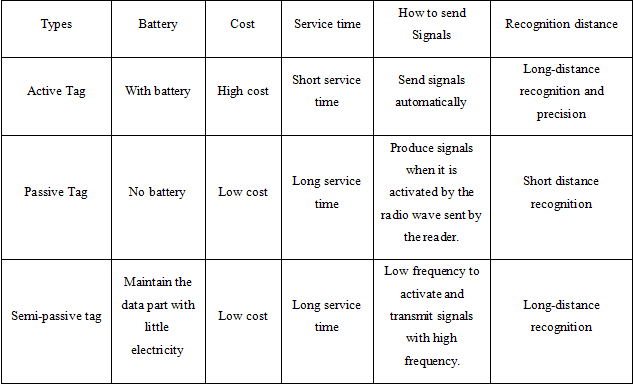 Types
Battery
Cost
Service time
How to send
Signals
Recognition distance
Active Tag
With battery
High cost
Short service
time
Send signals
automatically
Long-distance
recognition and
precision
Passive Tag
No battery
Low cost
Long service
time
Produce signals
when it is
activated by the
radio wave sent by
the reader.
Short distance
recognition
Semi-passive tag
Maintain the
data part with
little
electricity
Low cost
Long service
time
Low frequency to
activate and
transmit signals
with high
frequency.
Long-distance
recognition